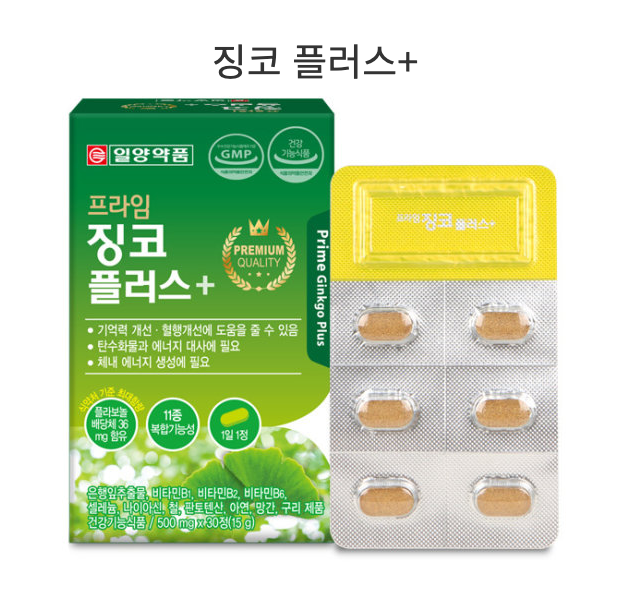 징코 플러스+
일양약품
GMP
건강
기능식품
프라임
징코
플러스+
PREMIUM
QUALITY
Prime Ginkgo Plus
• 기억력 개선 · 혈행개선에 도움을 줄 수 있음
• 탄수화물과 에너지 대사에 필요
• 체내 에너지 생성에 필요
식약처 기준 최대함량
플라보놀
배당체 36
mg 함유
11종
복합기능성
1일 1정
은행잎추출물, 비타민B1, 비타민B2, 비타민B6,
셀레늄, 나이아신, 철, 판토텐산, 아연, 망간, 구리 제품
건강기능식품 / 500 mg x 30정(15 g)
프라임 징코 플러스+